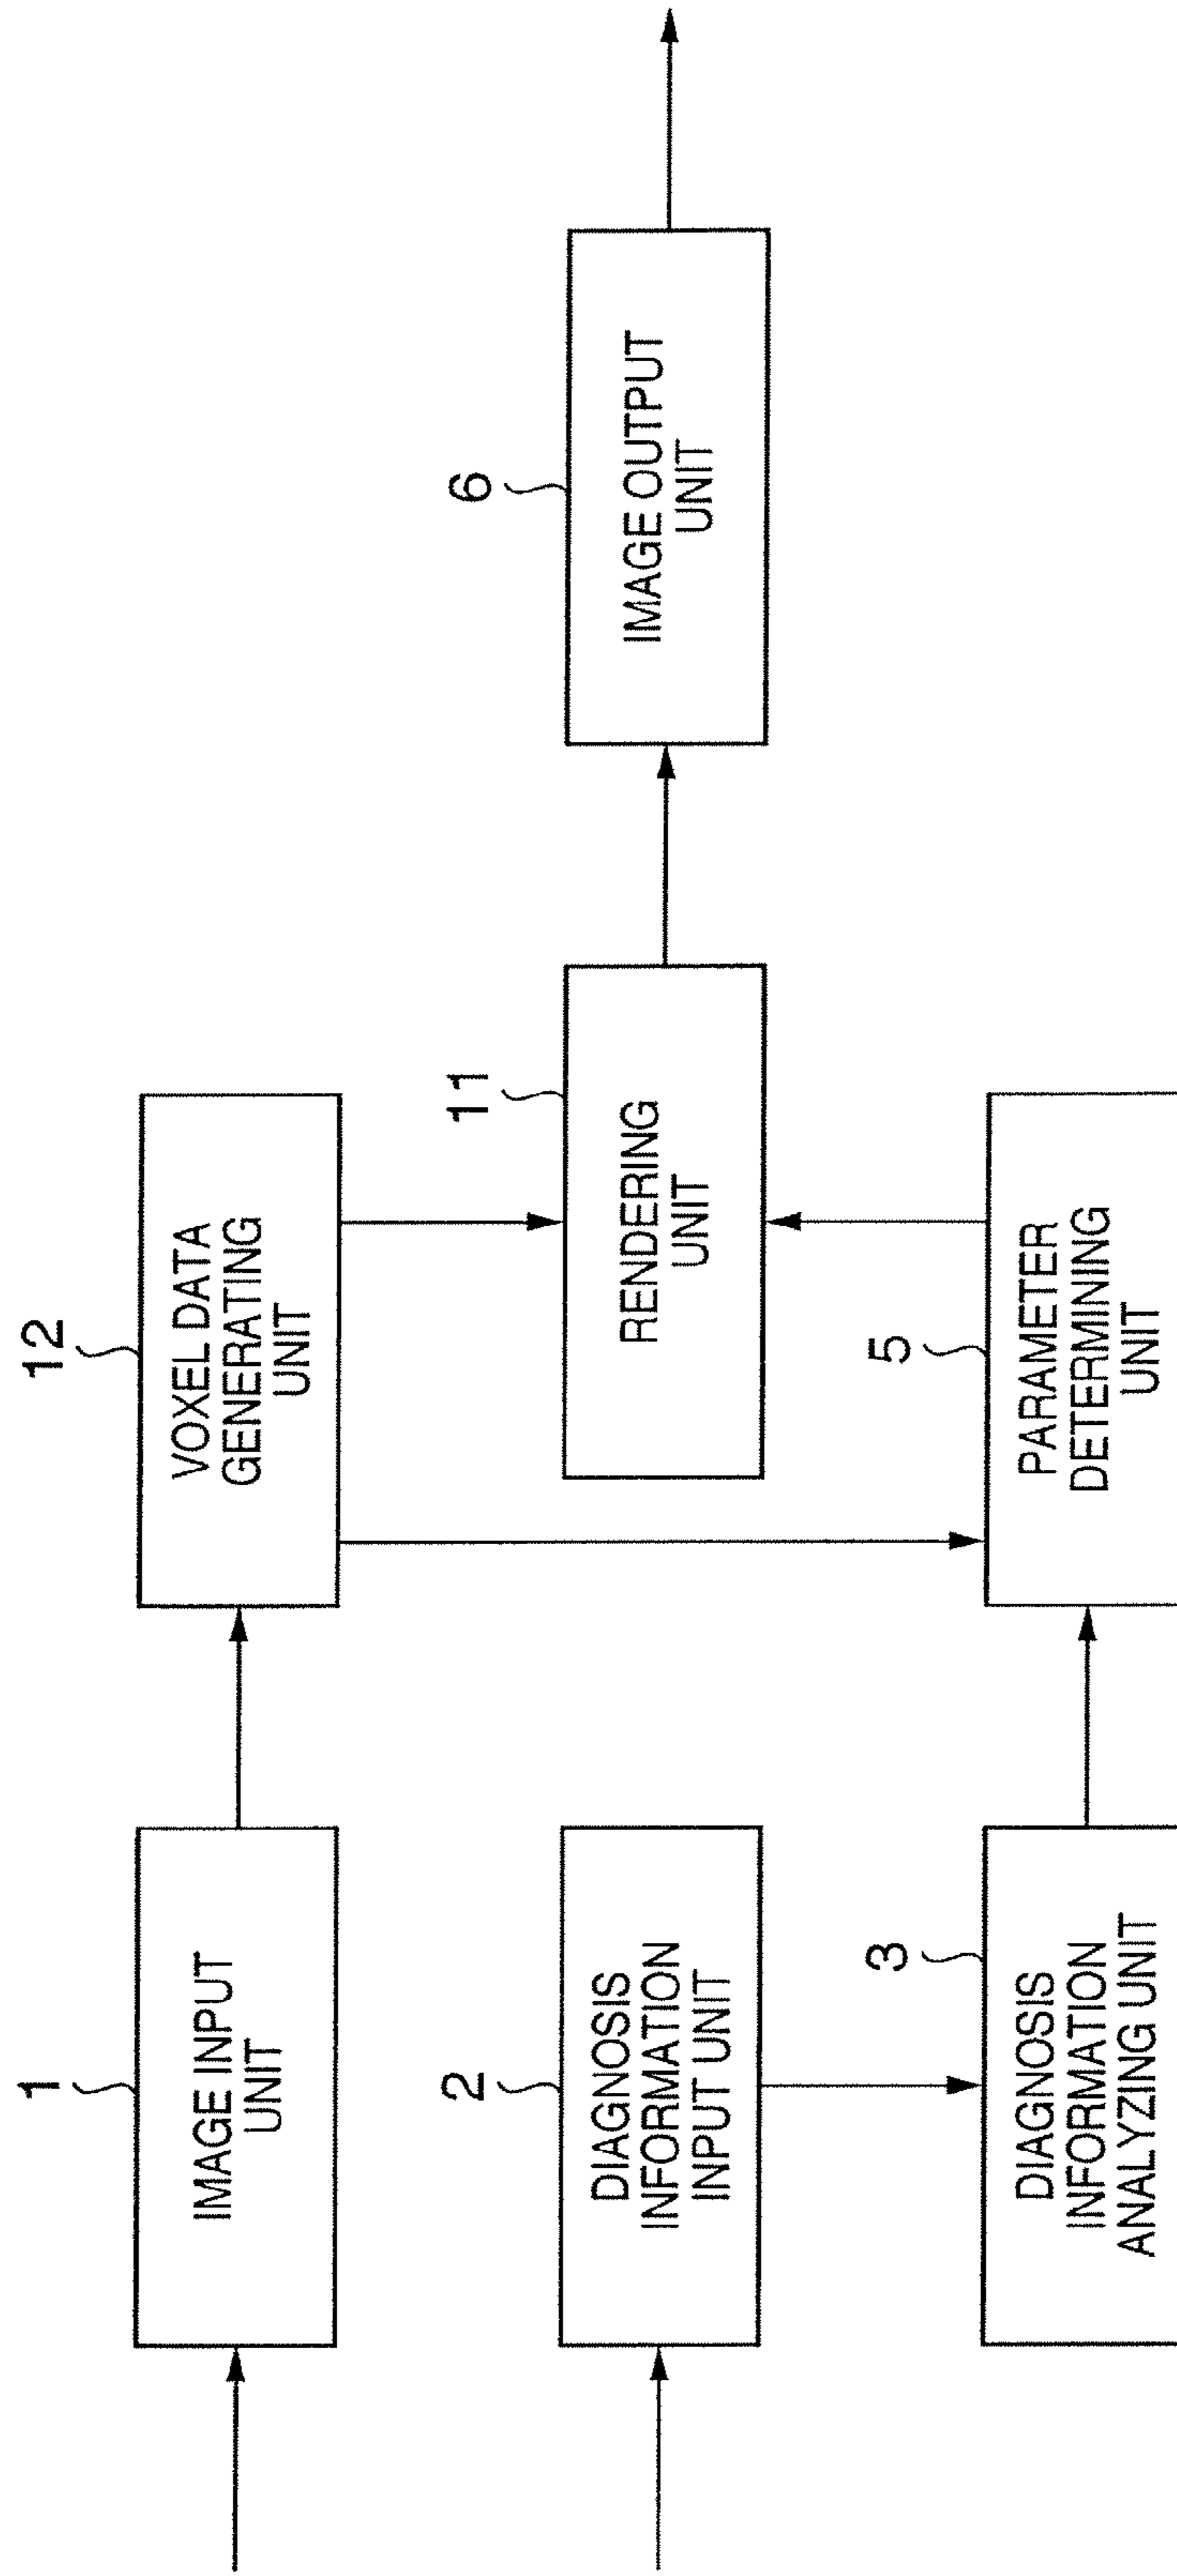 1
IMAGE INPUT
UNIT
12
VOXEL DATA
GENERATING
UNIT
2
DIAGNOSIS
INFORMATION
INPUT UNIT
11
RENDERING
UNIT
6
IMAGE OUTPUT
UNIT
3
DIAGNOSIS
INFORMATION
ANALYZING UNIT
5
PARAMETER
DETERMINING
UNIT